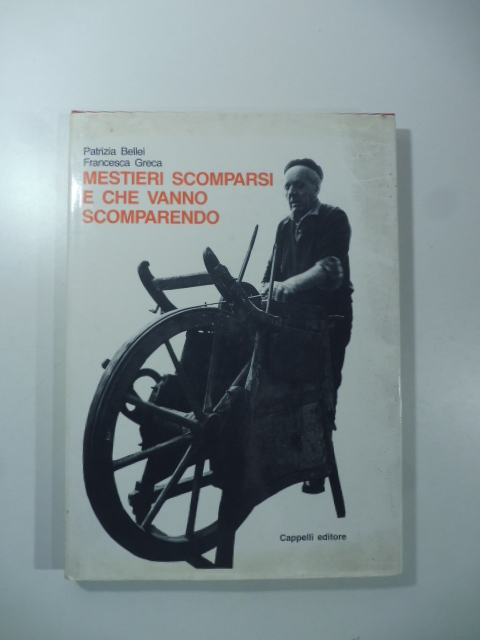 Patrizia Bellei
Francesca Greca
MESTIERI SCOMPARSI
E CHE VANNO
SCOMPARENDO
Cappelli editore